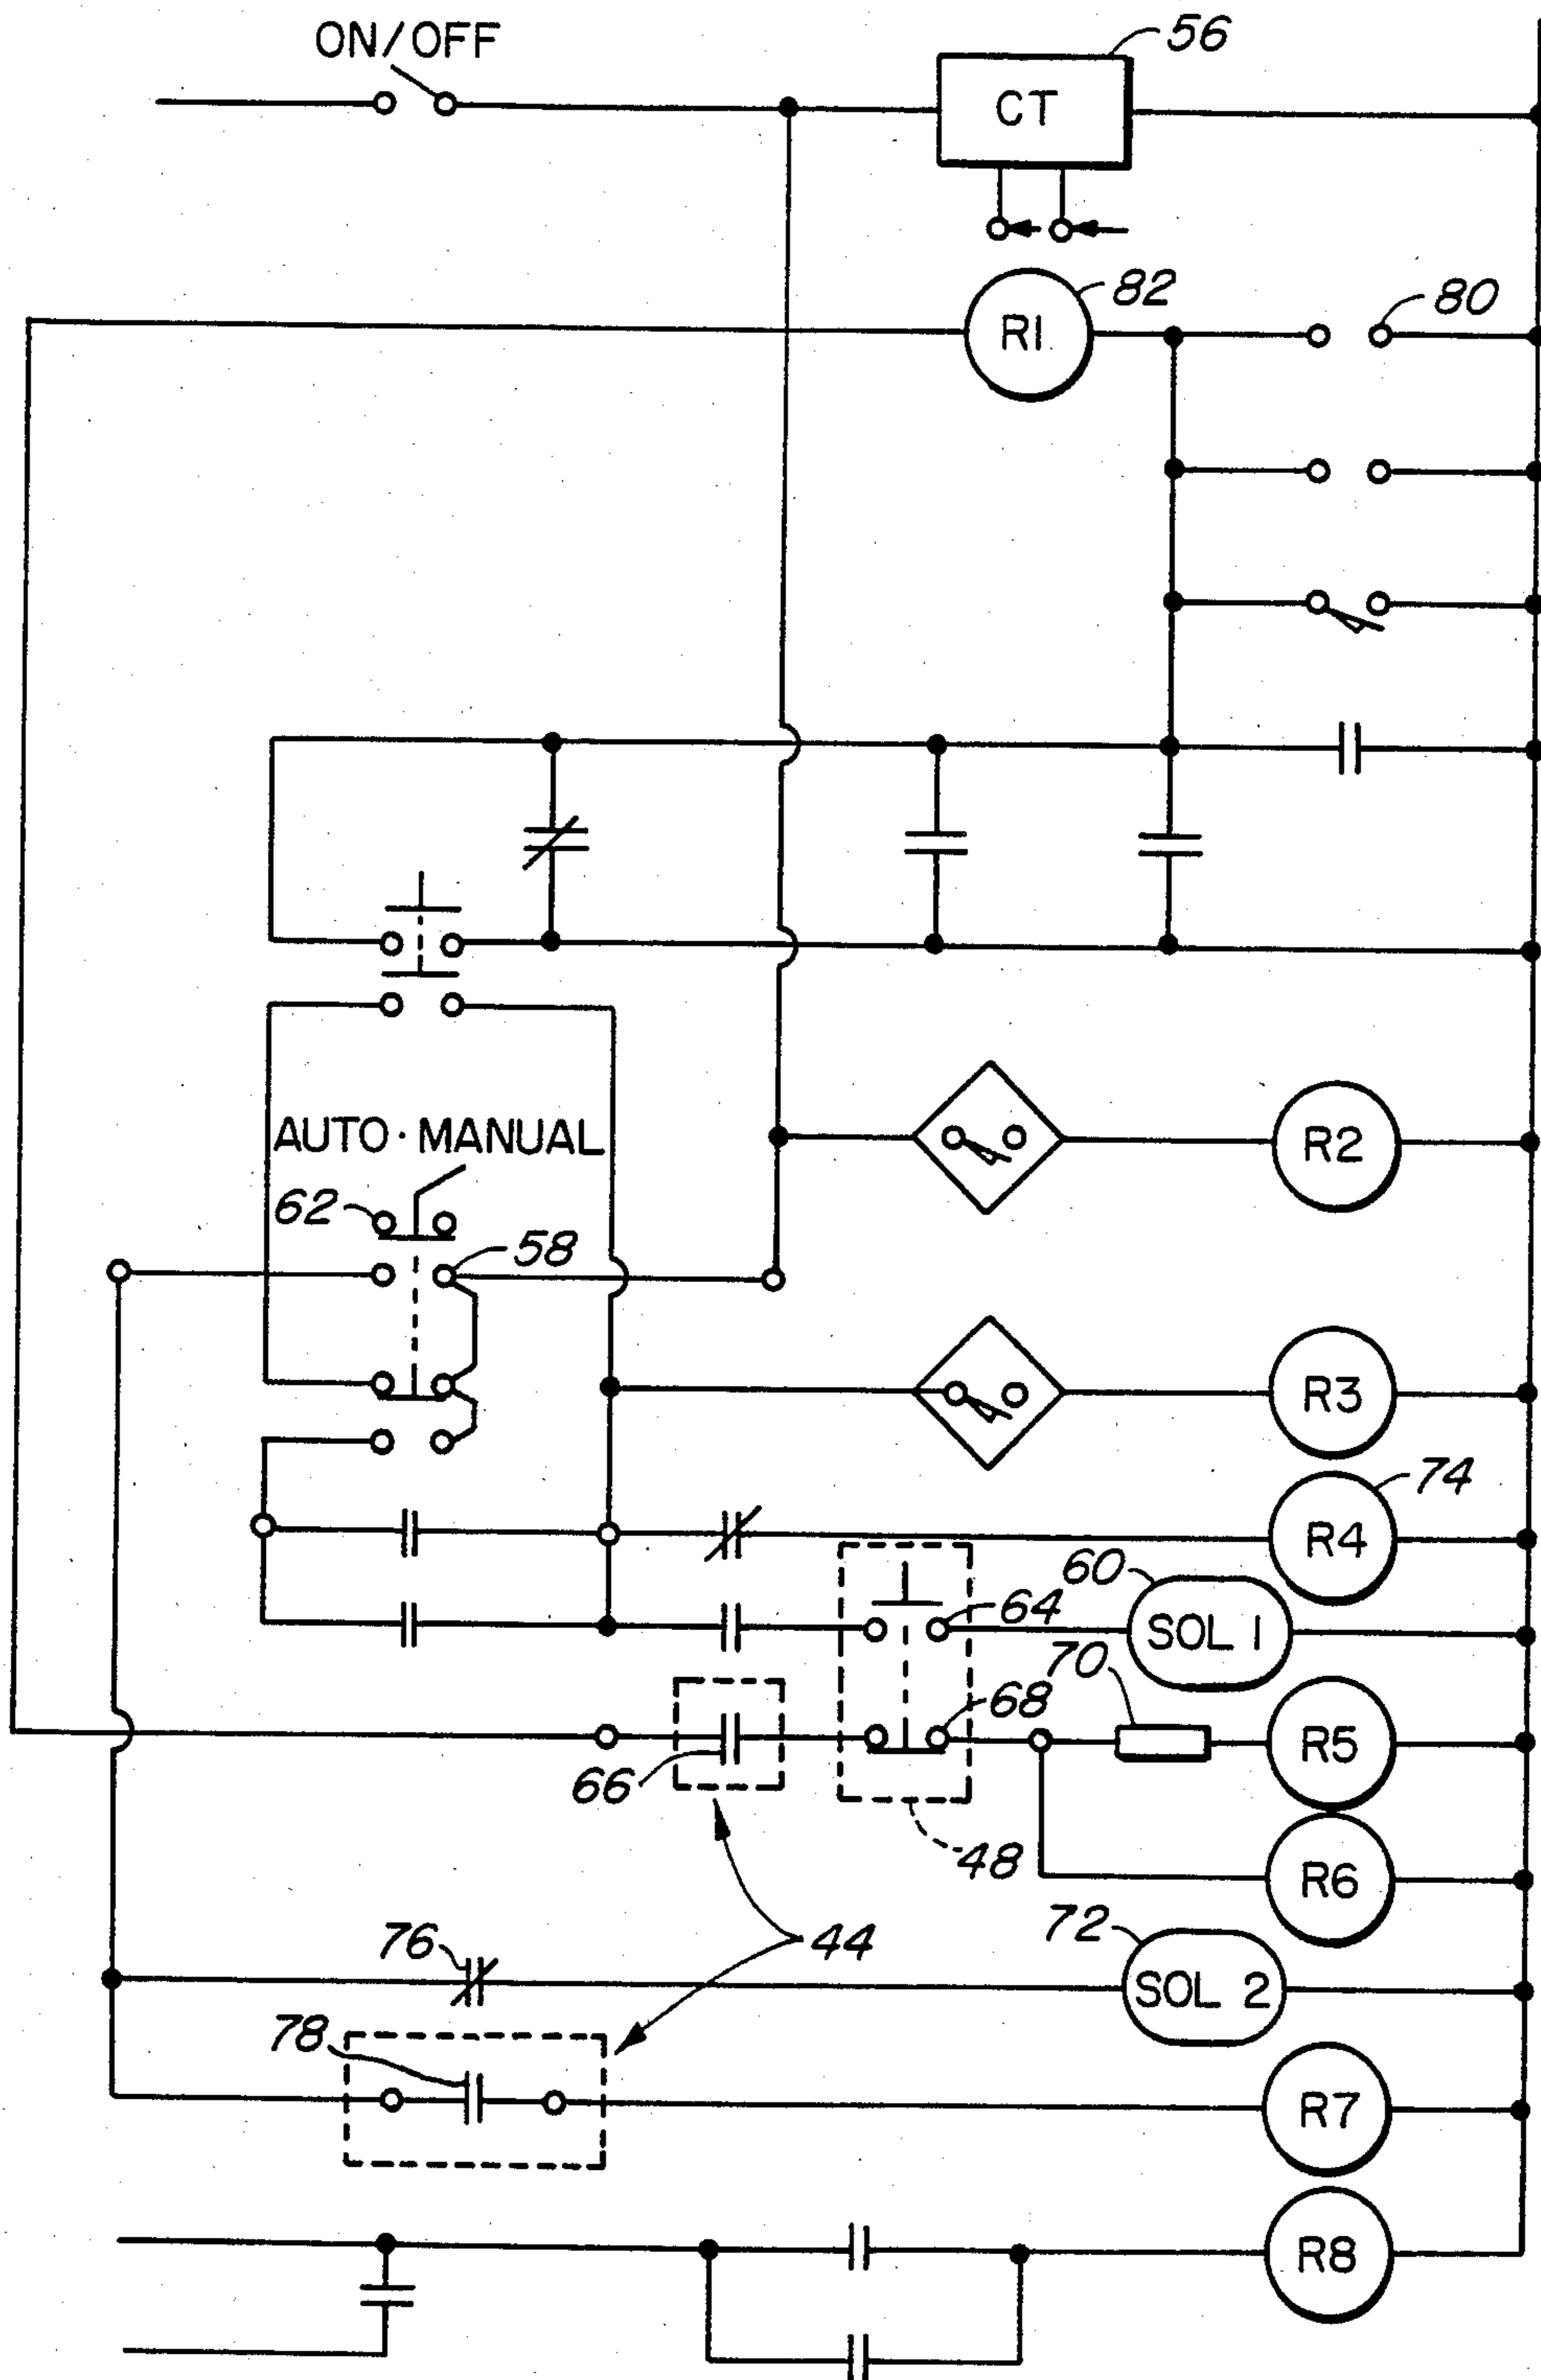 ON/OFF
56
CT
82
80
R1
R2
AUTO · MANUAL
62
58
R3
74
R4
60
64
SOL 1
70
68
R5
66
48
R6
44
72
76
SOL 2
78
R7
R8